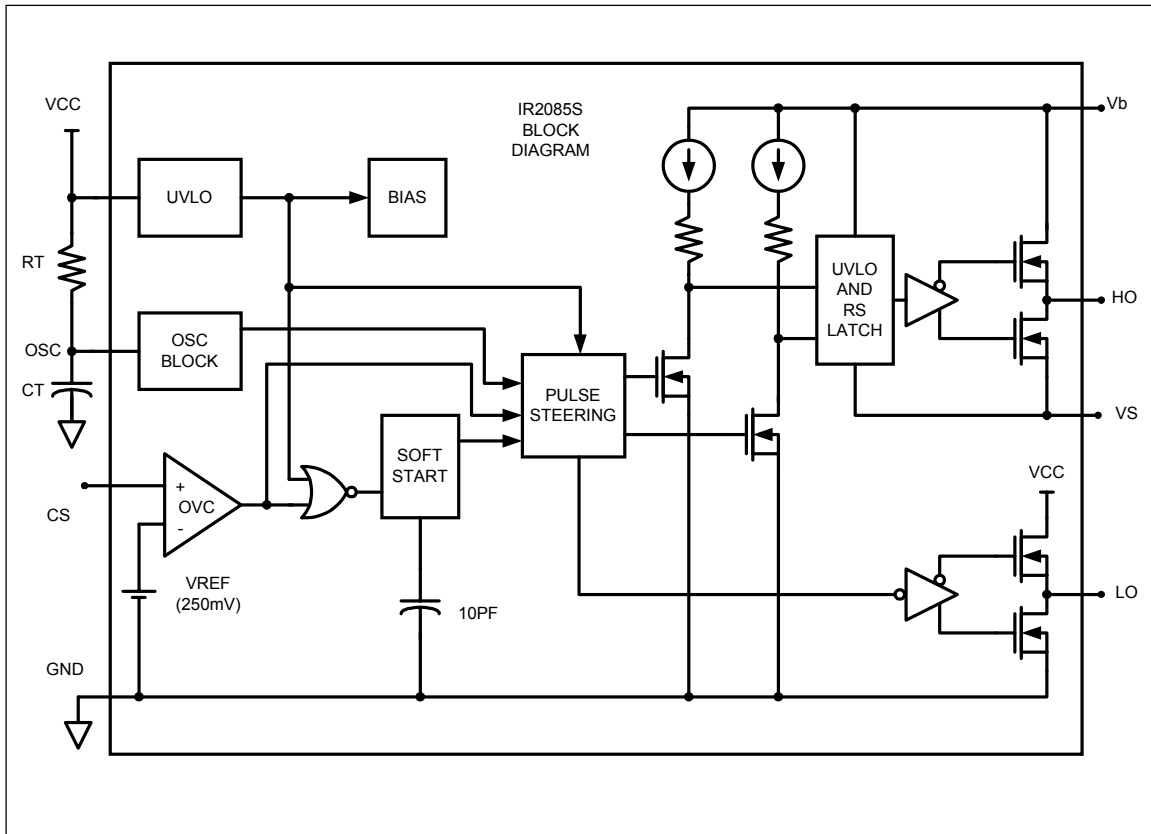 IR2085S
BLOCK
DIAGRAM
VCC
Vb
UVLO
BIAS
RT
UVLO
AND
RS
LATCH
HO
OSC
OSC
BLOCK
CT
PULSE
STEERING
VS
SOFT
START
VCC
CS
+
OVC
-
VREF
(250mV)
10PF
LO
GND